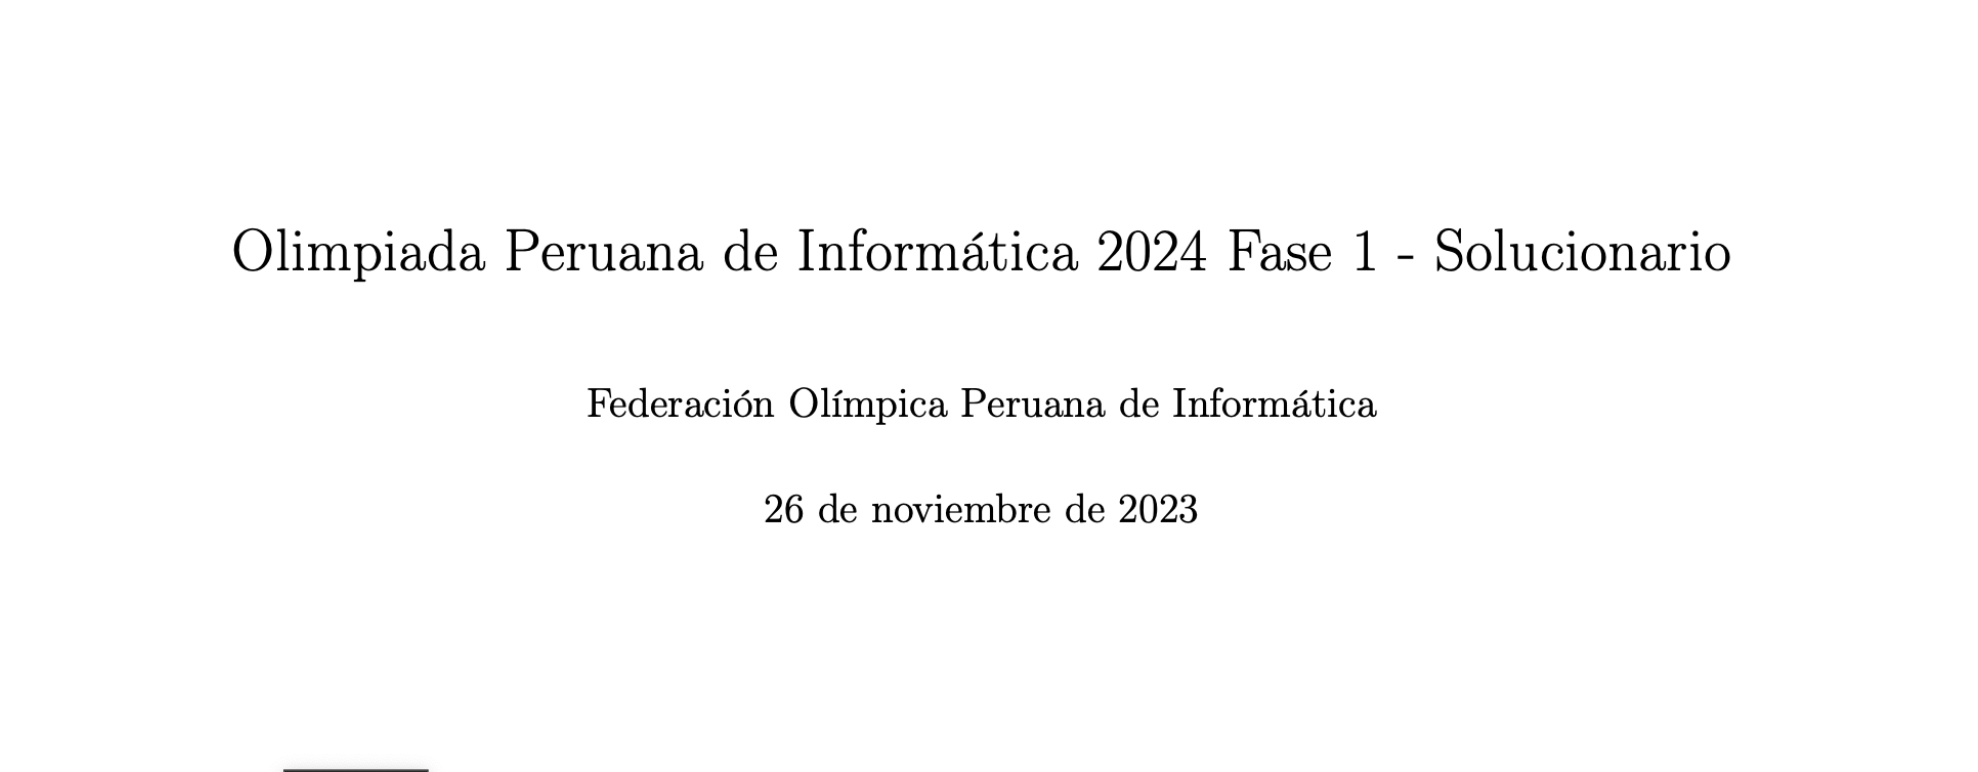 Olimpiada Peruana de Informática 2024 Fase 1 - Solucionario
Federación Olímpica Peruana de Informática
26 de noviembre de 2023